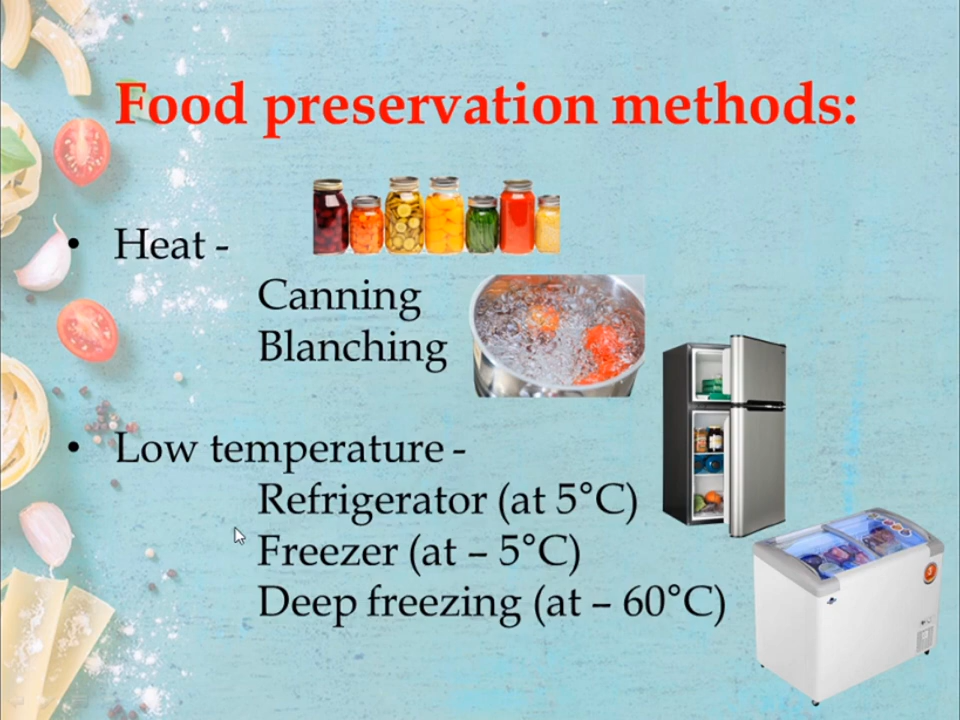 Food preservation methods:
• Heat -
Canning
Blanching
• Low temperature -
Refrigerator (at 5°C)
Freezer (at – 5°C)
Deep freezing (at – 60°C)